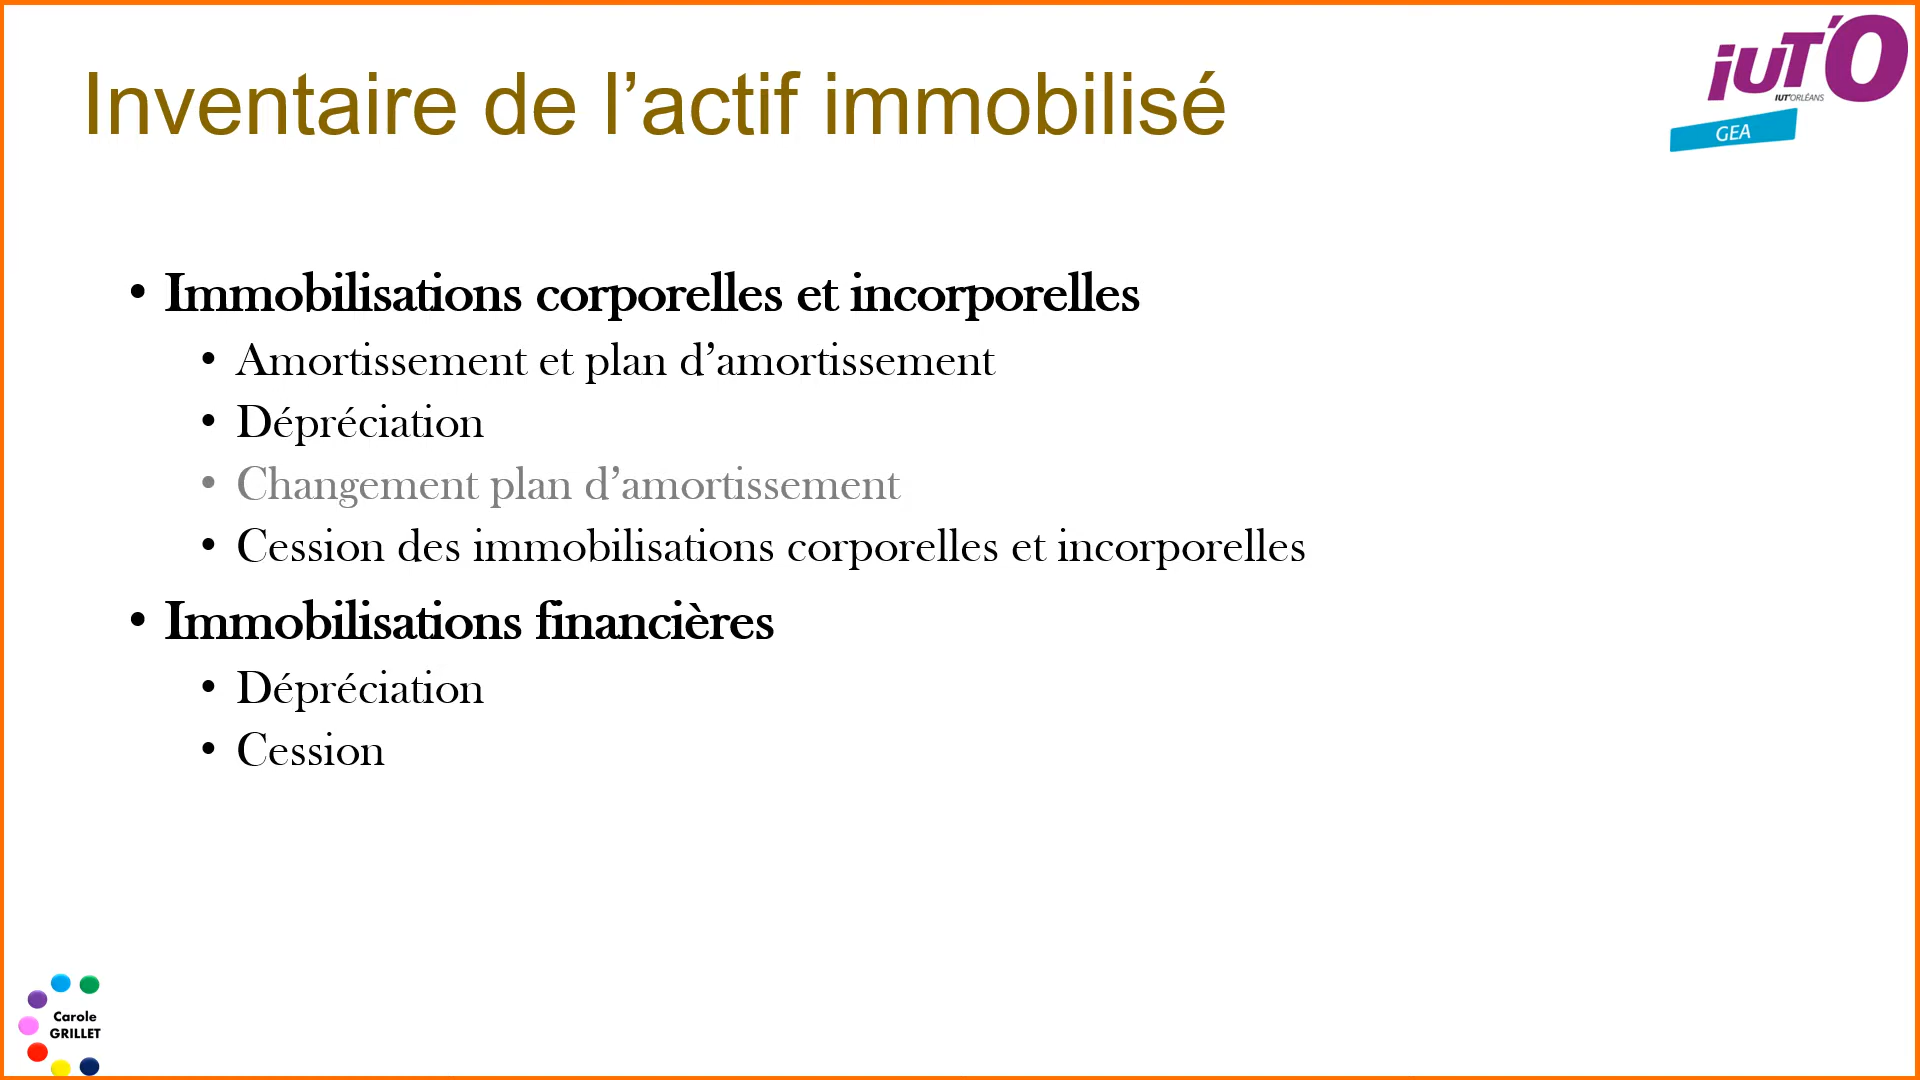 Inventaire de l’actif immobilisé
iUT'O
IUT'ORLÉANS
GEA
• Immobilisations corporelles et incorporelles
• Amortissement et plan d’amortissement
• Dépréciation
• Changement plan d’amortissement
• Cession des immobilisations corporelles et incorporelles
• Immobilisations financières
• Dépréciation
• Cession
Carole
GRILLET